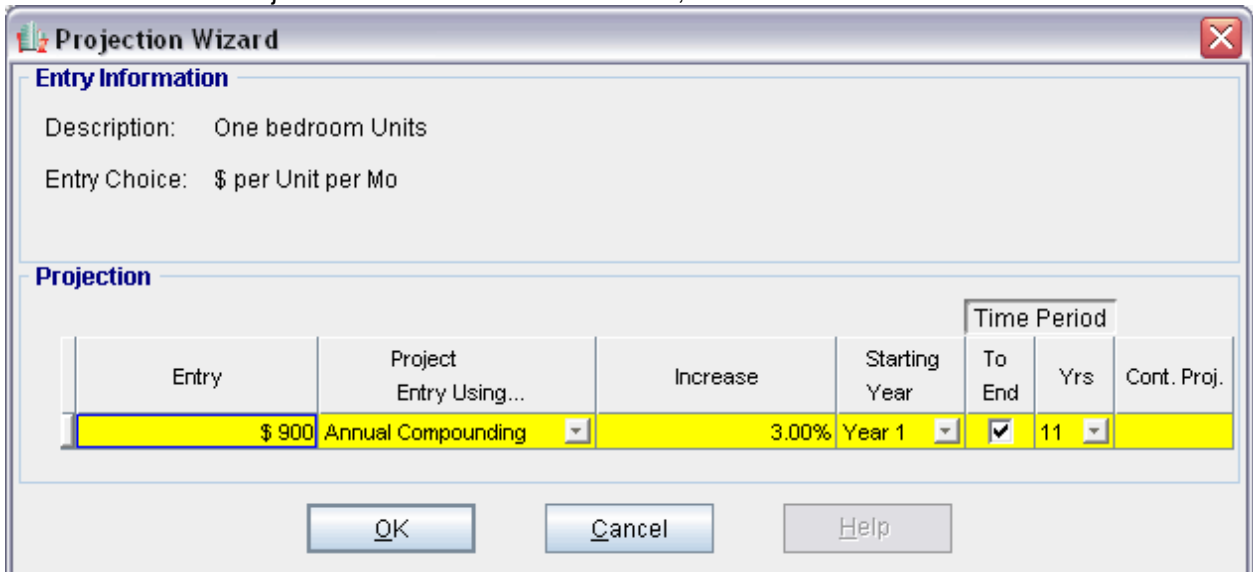 Projection Wizard
Entry Information
Description: One bedroom Units
Entry Choice: $ per Unit per Mo
Projection
Time Period
Entry Project Entry Using... Increase Starting Year To End Yrs Cont. Proj.
$ 900 Annual Compounding 3.00% Year 1 11
OK Cancel Help